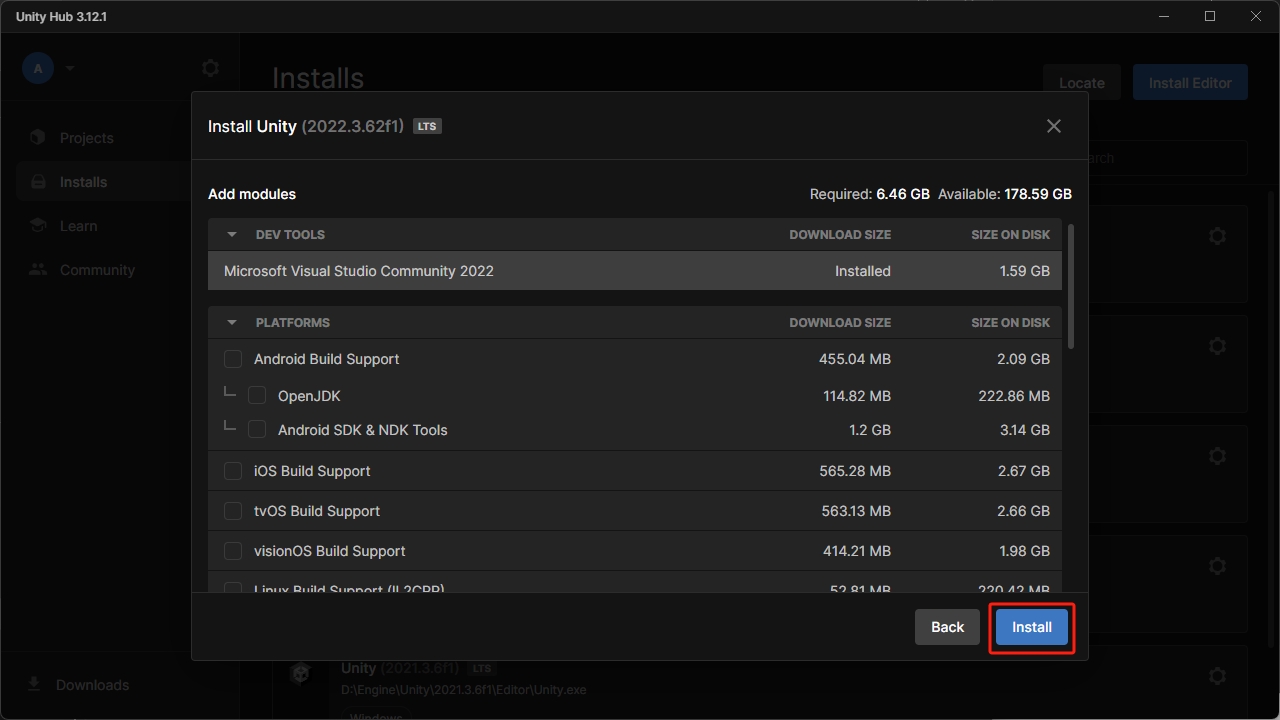 Unity Hub 3.12.1
A
Installs
Locate
Install Editor
Projects
Installs
Learn
Community
Install Unity (2022.3.62f1) LTS
Add modules
Required: 6.46 GB Available: 178.59 GB
DEV TOOLS DOWNLOAD SIZE SIZE ON DISK
Microsoft Visual Studio Community 2022 Installed 1.59 GB
PLATFORMS DOWNLOAD SIZE SIZE ON DISK
Android Build Support 455.04 MB 2.09 GB
OpenJDK 114.82 MB 222.86 MB
Android SDK & NDK Tools 1.2 GB 3.14 GB
iOS Build Support 565.28 MB 2.67 GB
tvOS Build Support 563.13 MB 2.66 GB
visionOS Build Support 414.21 MB 1.98 GB
Linux Build Support (IL2CPP) 52.81 MB 220.42 MB
Back
Install
Unity (2021.3.6f1) LTS
D:\Engine\Unity\2021.3.6f1\Editor\Unity.exe
Windows
Downloads